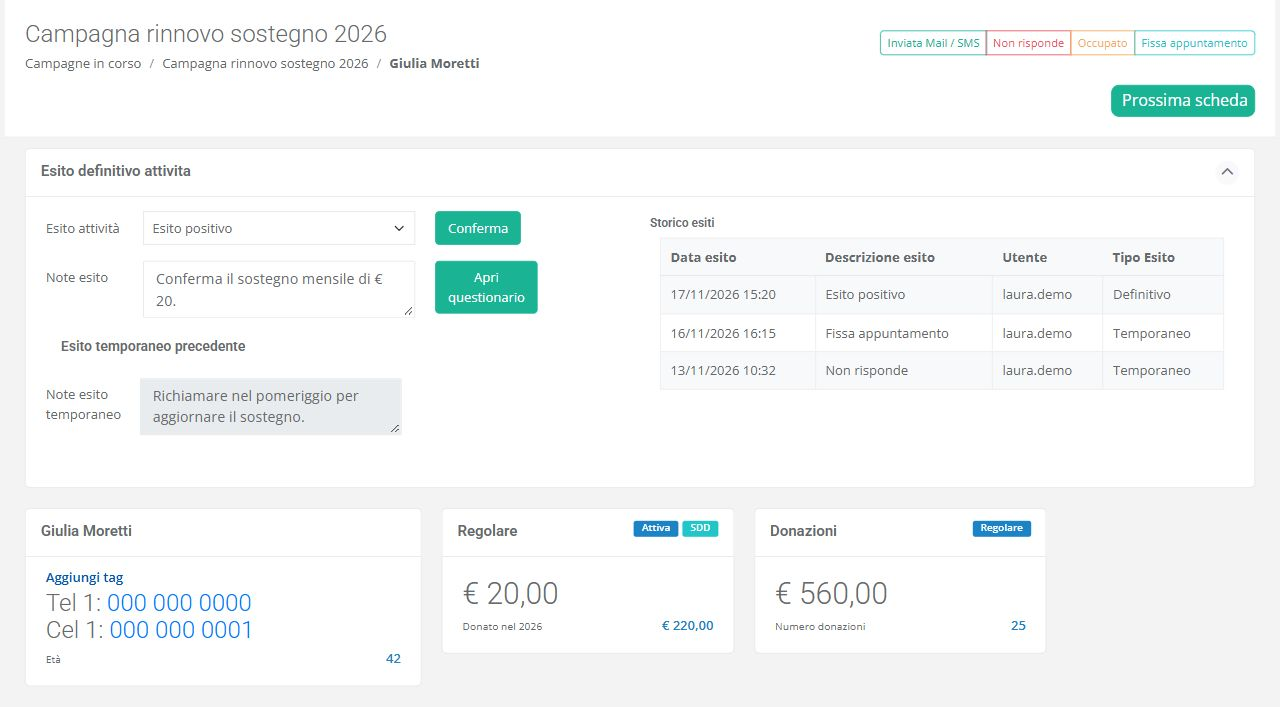 Campagna rinnovo sostegno 2026
Inviata Mail / SMS Non risponde Occupato Fissa appuntamento
Campagne in corso / Campagna rinnovo sostegno 2026 / Giulia Moretti
Prossima scheda
Esito definitivo attivita
Esito attività Esito positivo Conferma
Note esito
Conferma il sostegno mensile di €
20.
Apri
questionario
Esito temporaneo precedente
Note esito
temporaneo
Richiamare nel pomeriggio per
aggiornare il sostegno.
Storico esiti
Data esito Descrizione esito Utente Tipo Esito
17/11/2026 15:20 Esito positivo laura.demo Definitivo
16/11/2026 16:15 Fissa appuntamento laura.demo Temporaneo
13/11/2026 10:32 Non risponde laura.demo Temporaneo
Giulia Moretti
Aggiungi tag
Tel 1: 000 000 0000
Cel 1: 000 000 0001
Età 42
Regolare Attiva SDD
€ 20,00
Donato nel 2026 € 220,00
Donazioni Regolare
€ 560,00
Numero donazioni 25